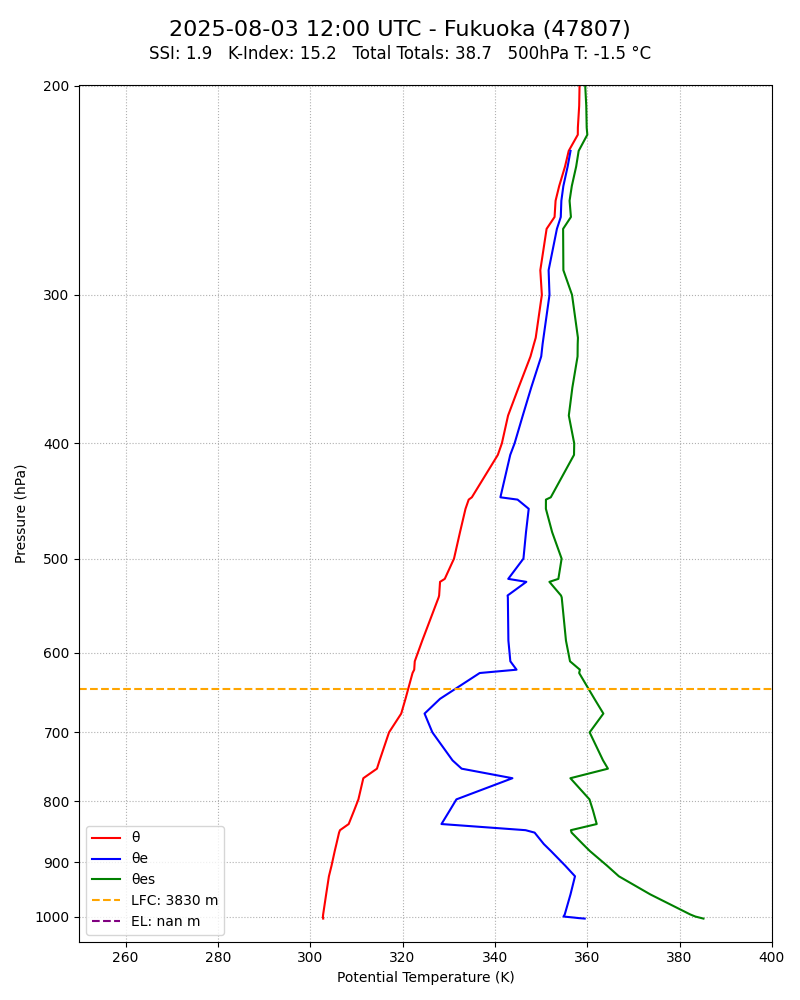 2025-08-03 12:00 UTC - Fukuoka (47807)
SSI: 1.9 K-Index: 15.2 Total Totals: 38.7 500hPa T: -1.5 °C
200
300
400
500
600
700
800
900
1000
Pressure (hPa)
θ
θe
θes
LFC: 3830 m
EL: nan m
260 280 300 320 340 360 380 400
Potential Temperature (K)